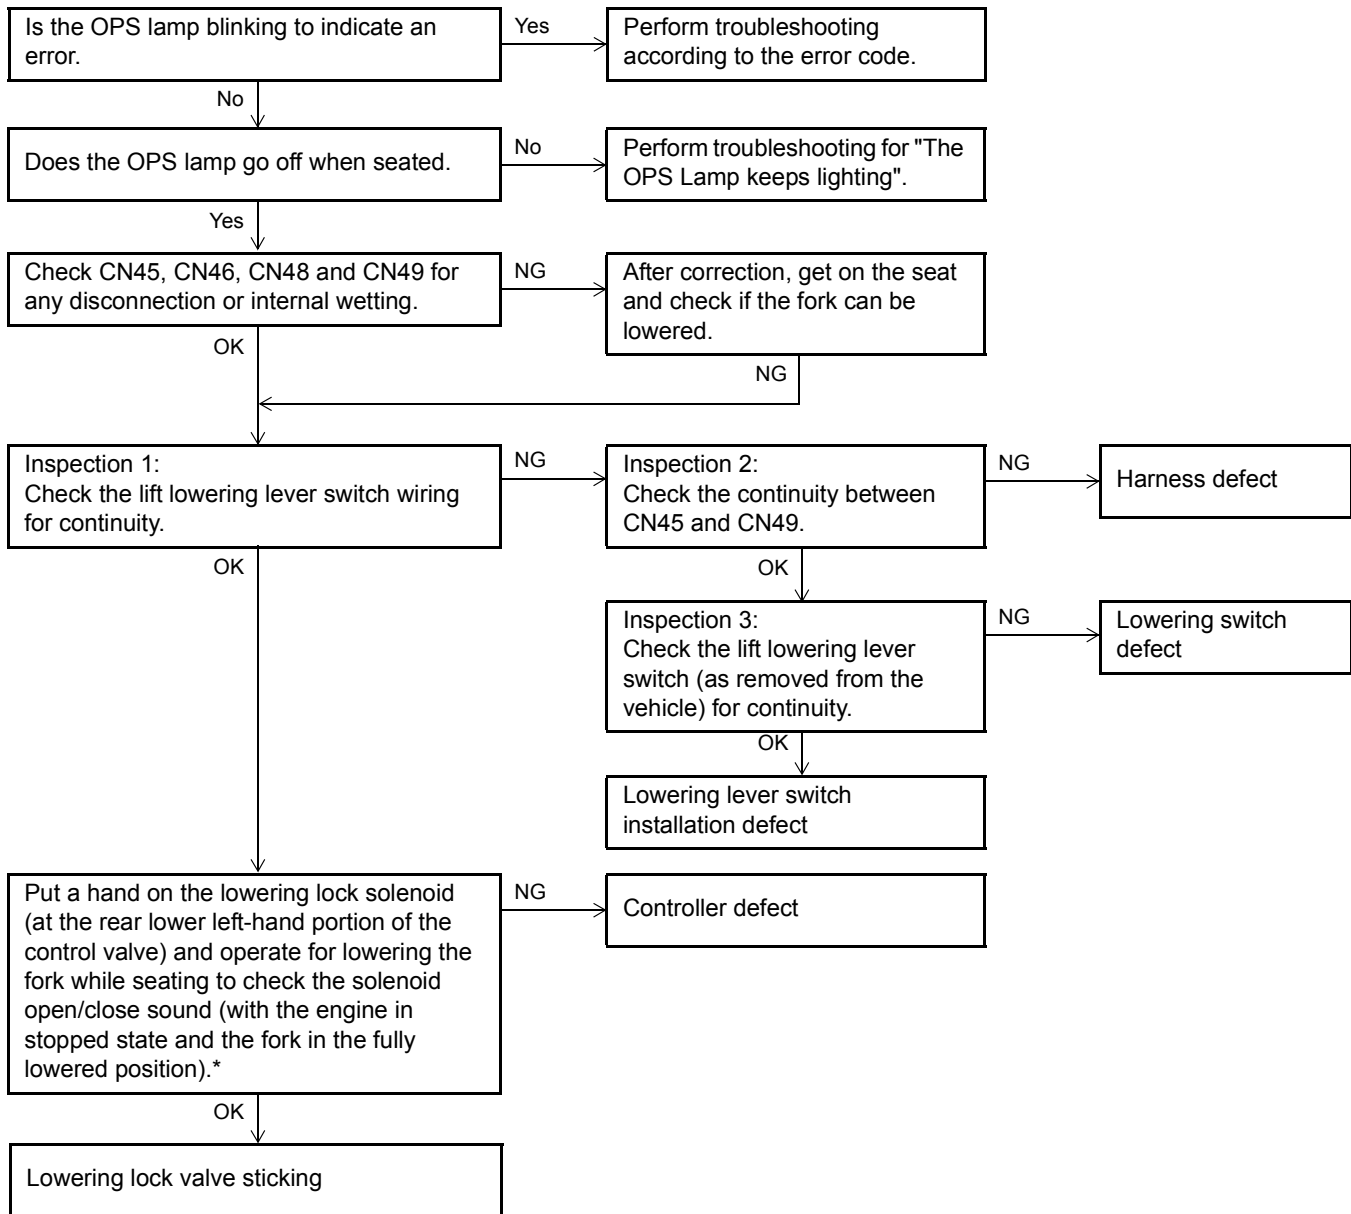 Is the OPS lamp blinking to indicate an
error.
Yes
Perform troubleshooting
according to the error code.
No
Does the OPS lamp go off when seated.
No
Perform troubleshooting for "The
OPS Lamp keeps lighting".
Yes
Check CN45, CN46, CN48 and CN49 for
any disconnection or internal wetting.
NG
After correction, get on the seat
and check if the fork can be
lowered.
OK
NG
Inspection 1:
Check the lift lowering lever switch wiring
for continuity.
NG
Inspection 2:
Check the continuity between
CN45 and CN49.
NG
Harness defect
OK
OK
Inspection 3:
Check the lift lowering lever
switch (as removed from the
vehicle) for continuity.
NG
Lowering switch
defect
OK
Lowering lever switch
installation defect
Put a hand on the lowering lock solenoid
(at the rear lower left-hand portion of the
control valve) and operate for lowering the
fork while seating to check the solenoid
open/close sound (with the engine in
stopped state and the fork in the fully
lowered position).*
NG
Controller defect
OK
Lowering lock valve sticking